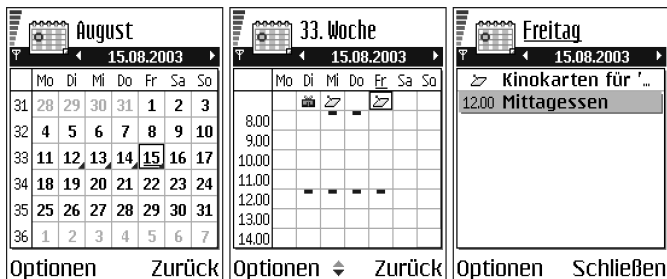 August
15.08.2003
Mo Di Mi Do Fr Sa So
31 28 29 30 31 1 2 3
32 4 5 6 7 8 9 10
33 11 12 13 14 15 16 17
34 18 19 20 21 22 23 24
35 25 26 27 28 29 30 31
36 1 2 3 4 5 6 7
Optionen Zurück
33. Woche
15.08.2003
Mo Di Mi Do Fr Sa So
8.00
9.00
10.00
11.00
12.00
13.00
14.00
Optionen Zurück
Freitag
15.08.2003
Kinokarten für '…
12.00 Mittagessen
Optionen Schließen